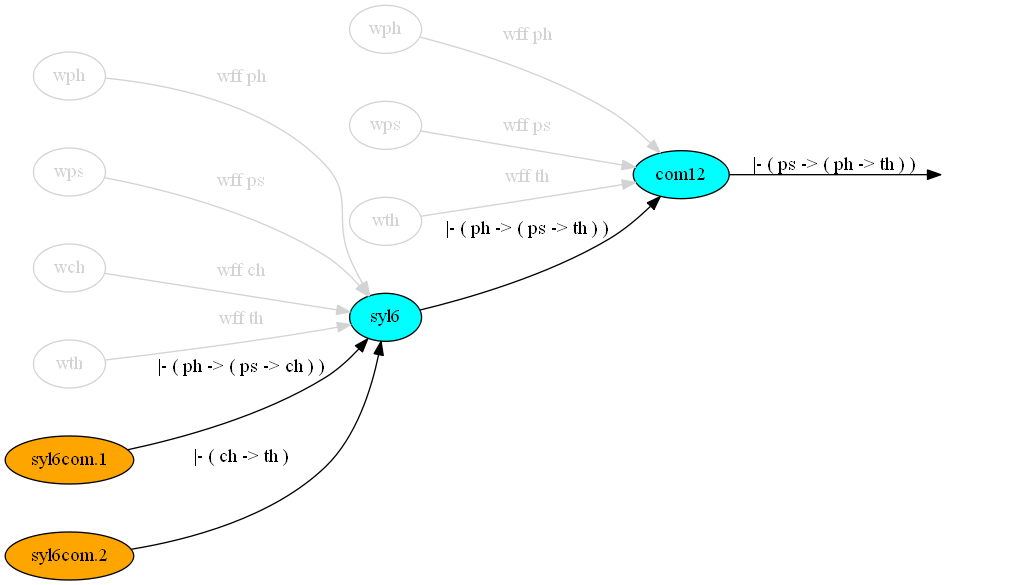 wph
wff ph
wph
wff ph
wps
wff ps
com12
|- ( ps -> ( ph -> th ) )
wps
wff ps
wff th
wth
|- ( ph -> ( ps -> th ) )
wch
wff ch
syl6
wff th
wth
|- ( ph -> ( ps -> ch ) )
syl6com.1
|- ( ch -> th )
syl6com.2